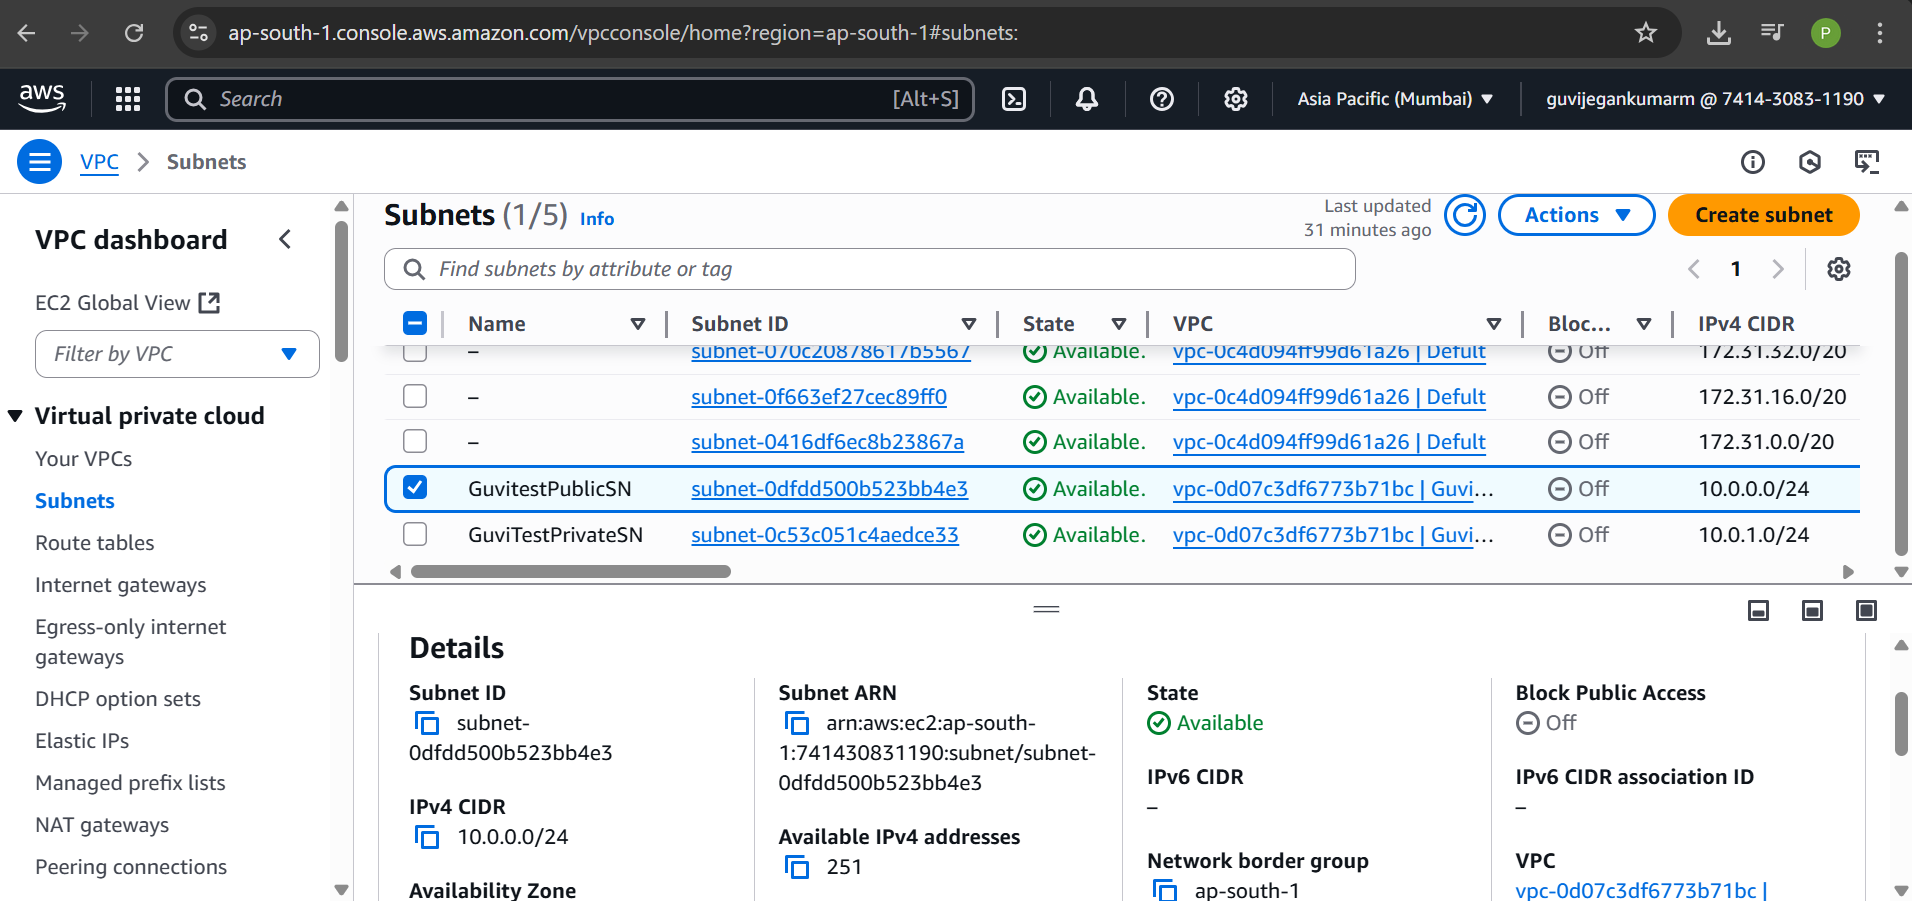 ap-south-1.console.aws.amazon.com/vpcconsole/home?region=ap-south-1#subnets:
P
aws
Search [Alt+S]
Asia Pacific (Mumbai)
guvijegankumarm @ 7414-3083-1190
VPC
Subnets
VPC dashboard
EC2 Global View
Filter by VPC
Virtual private cloud
Your VPCs
Subnets
Route tables
Internet gateways
Egress-only internet
gateways
DHCP option sets
Elastic IPs
Managed prefix lists
NAT gateways
Peering connections
Subnets (1/5) Info
Last updated
31 minutes ago
Actions
Create subnet
Find subnets by attribute or tag
1
Name Subnet ID State VPC Bloc... IPv4 CIDR
– subnet-070c20878617b5567 Available. vpc-0c4d094ff99d61a26 | Defult Off 172.31.32.0/20
– subnet-0f663ef27cec89ff0 Available. vpc-0c4d094ff99d61a26 | Defult Off 172.31.16.0/20
– subnet-0416df6ec8b23867a Available. vpc-0c4d094ff99d61a26 | Defult Off 172.31.0.0/20
GuvitestPublicSN subnet-0dfdd500b523bb4e3 Available. vpc-0d07c3df6773b71bc | Guvi... Off 10.0.0.0/24
GuviTestPrivateSN subnet-0c53c051c4aedce33 Available. vpc-0d07c3df6773b71bc | Guvi... Off 10.0.1.0/24
Details
Subnet ID
subnet-
0dfdd500b523bb4e3
IPv4 CIDR
10.0.0.0/24
Availability Zone
Subnet ARN
arn:aws:ec2:ap-south-
1:741430831190:subnet/subnet-
0dfdd500b523bb4e3
Available IPv4 addresses
251
State
Available
IPv6 CIDR
–
Network border group
ap-south-1
Block Public Access
Off
IPv6 CIDR association ID
–
VPC
vpc-0d07c3df6773b71bc |